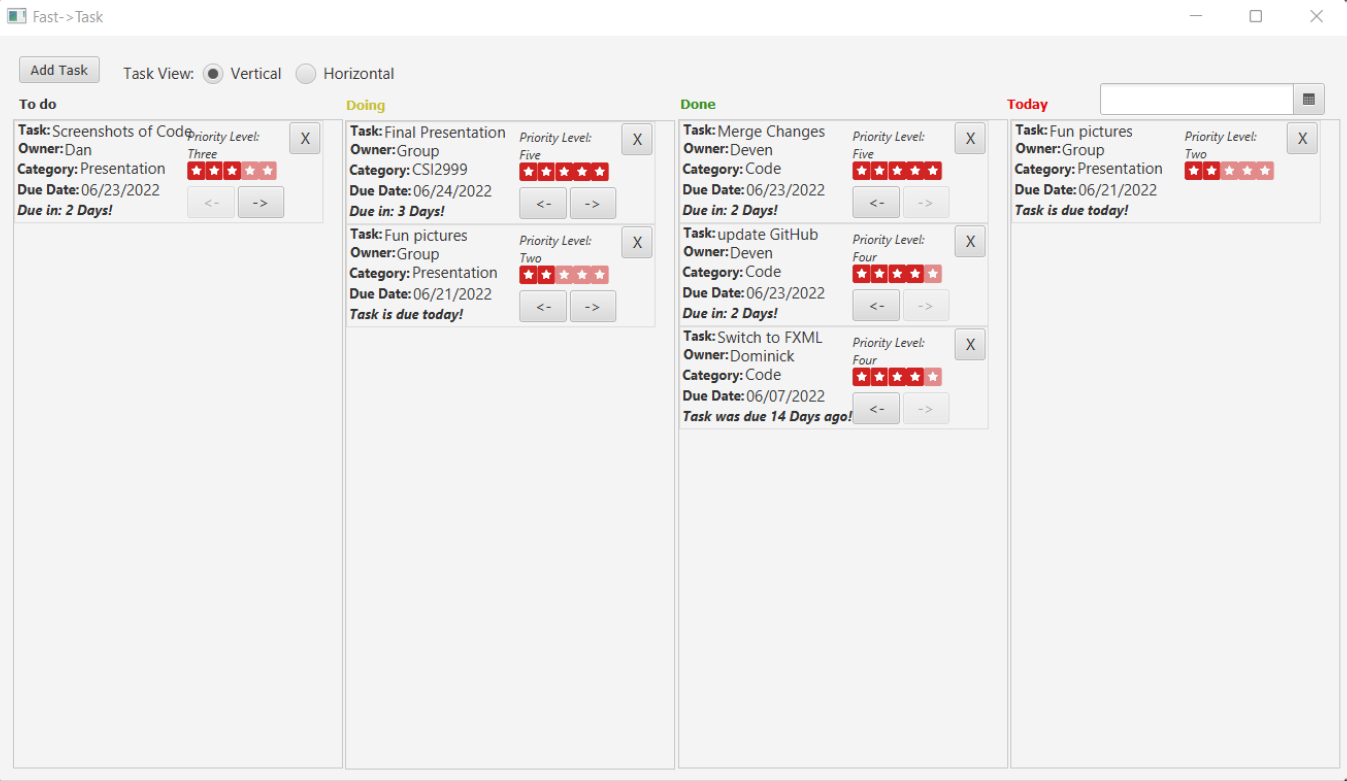 Fast->Task
Add Task Task View: Vertical Horizontal
To do
Task: Screenshots of Code
Priority Level:
Three
X
Owner: Dan
Category: Presentation
Due Date: 06/23/2022
<- ->
Due in: 2 Days!
Doing
Task: Final Presentation
Priority Level:
Five
X
Owner: Group
Category: CSI2999
Due Date: 06/24/2022
<- ->
Due in: 3 Days!
Task: Fun pictures
Priority Level:
Two
X
Owner: Group
Category: Presentation
Due Date: 06/21/2022
<- ->
Task is due today!
Done
Task: Merge Changes
Priority Level:
Five
X
Owner: Deven
Category: Code
Due Date: 06/23/2022
<- ->
Due in: 2 Days!
Task: update GitHub
Priority Level:
Four
X
Owner: Deven
Category: Code
Due Date: 06/23/2022
<- ->
Due in: 2 Days!
Task: Switch to FXML
Priority Level:
Four
X
Owner: Dominick
Category: Code
Due Date: 06/07/2022
<- ->
Task was due 14 Days ago!
Today
Task: Fun pictures
Priority Level:
Two
X
Owner: Group
Category: Presentation
Due Date: 06/21/2022
Task is due today!